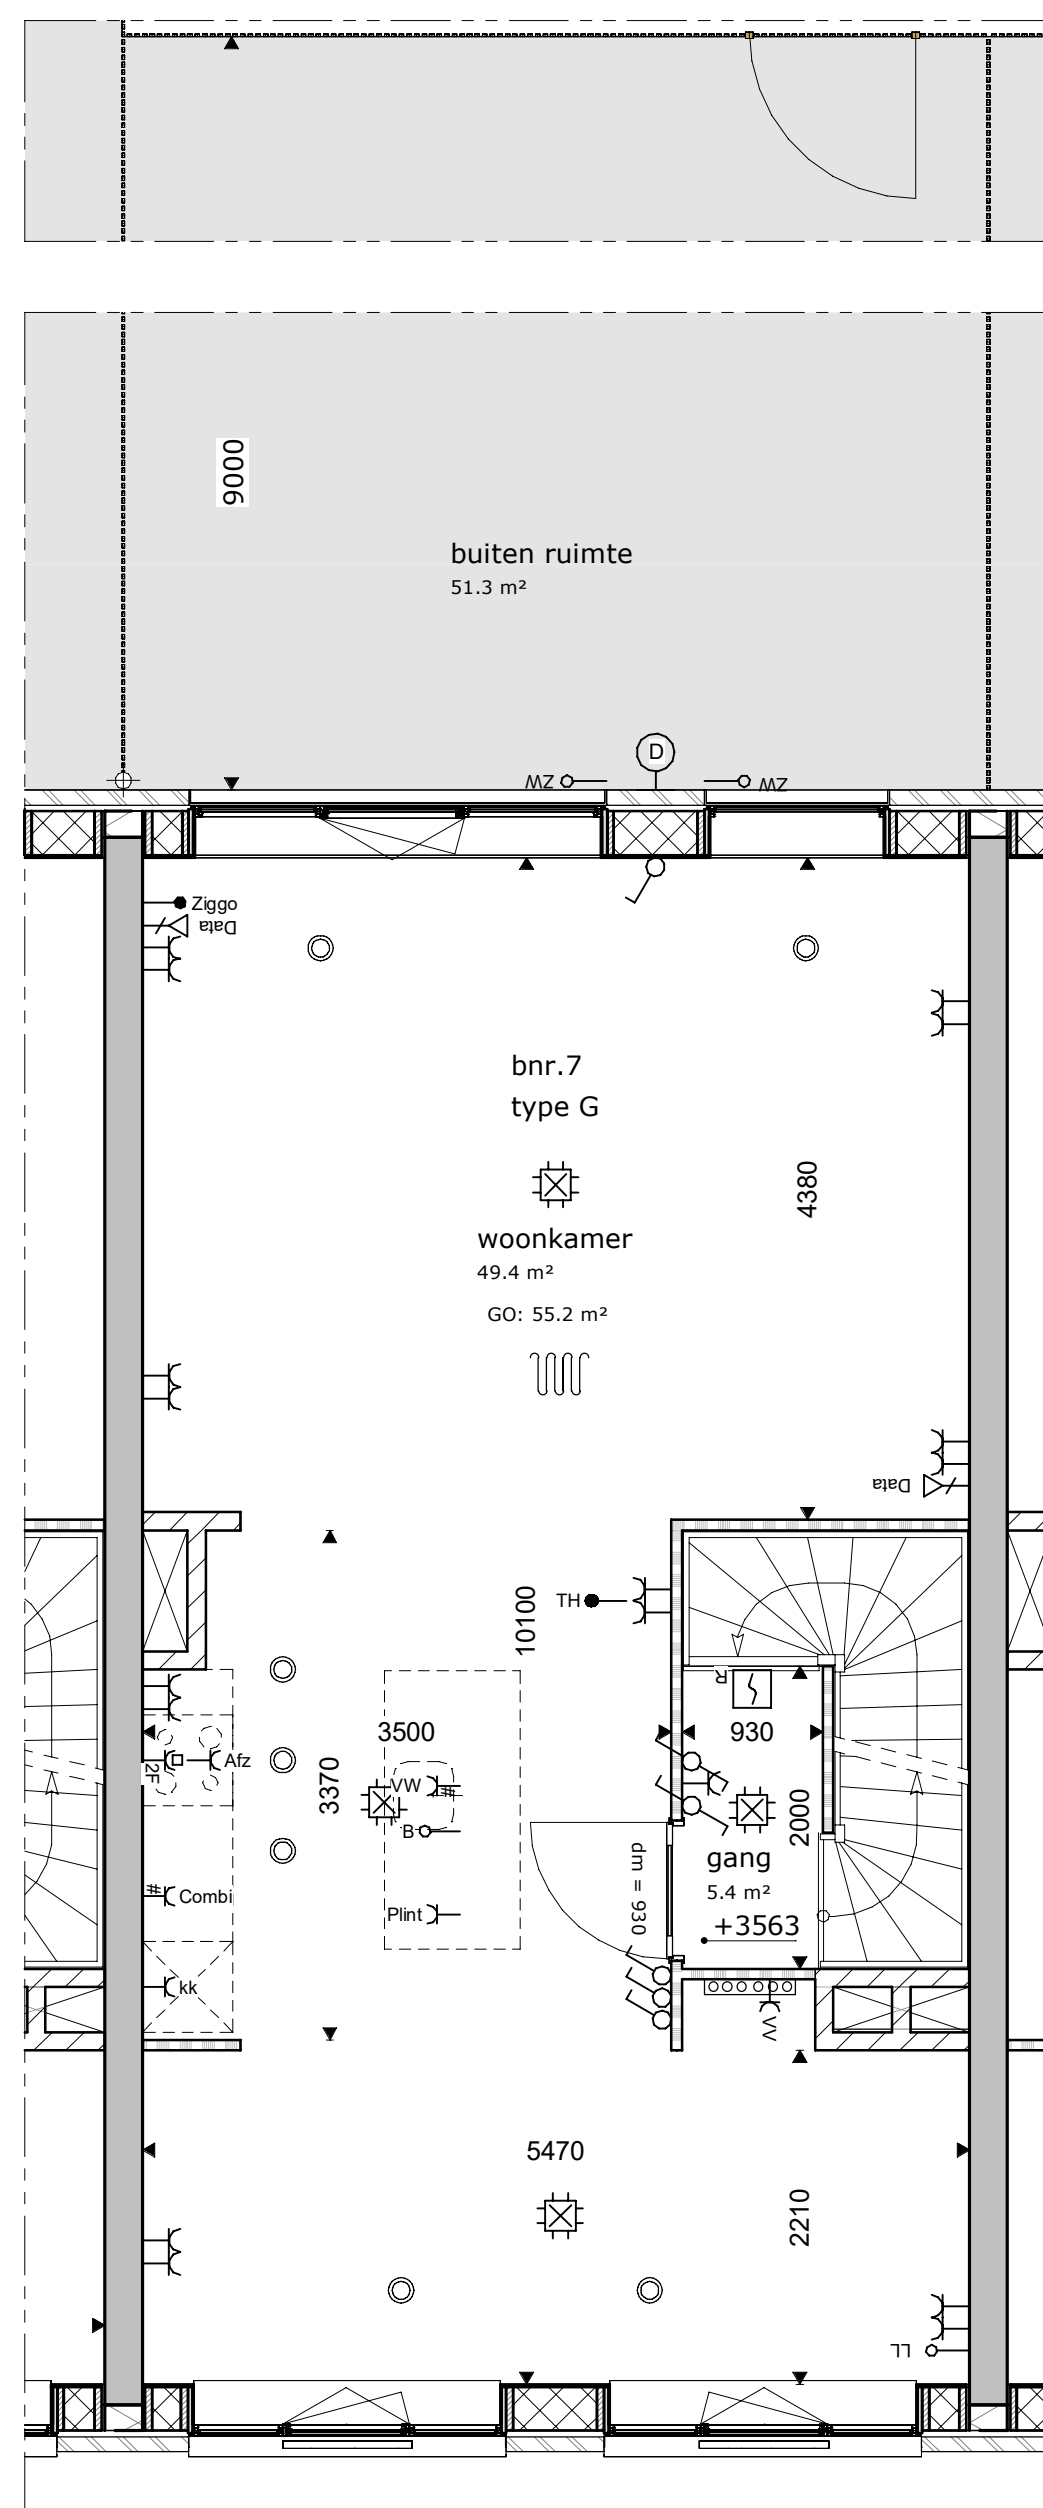 9000
buiten ruimte
51.3 m²
D
ZW
ZW
Ziggo
Data
bnr.7
type G
4380
woonkamer
49.4 m²
GO: 55.2 m²
Data
10100
TH
R
3500
930
2F
Afz
3370
VW
#
B
2000
gang
5.4 m²
dm = 930
#
Combi
Plint
+3563
kk
VV
5470
2210
LL